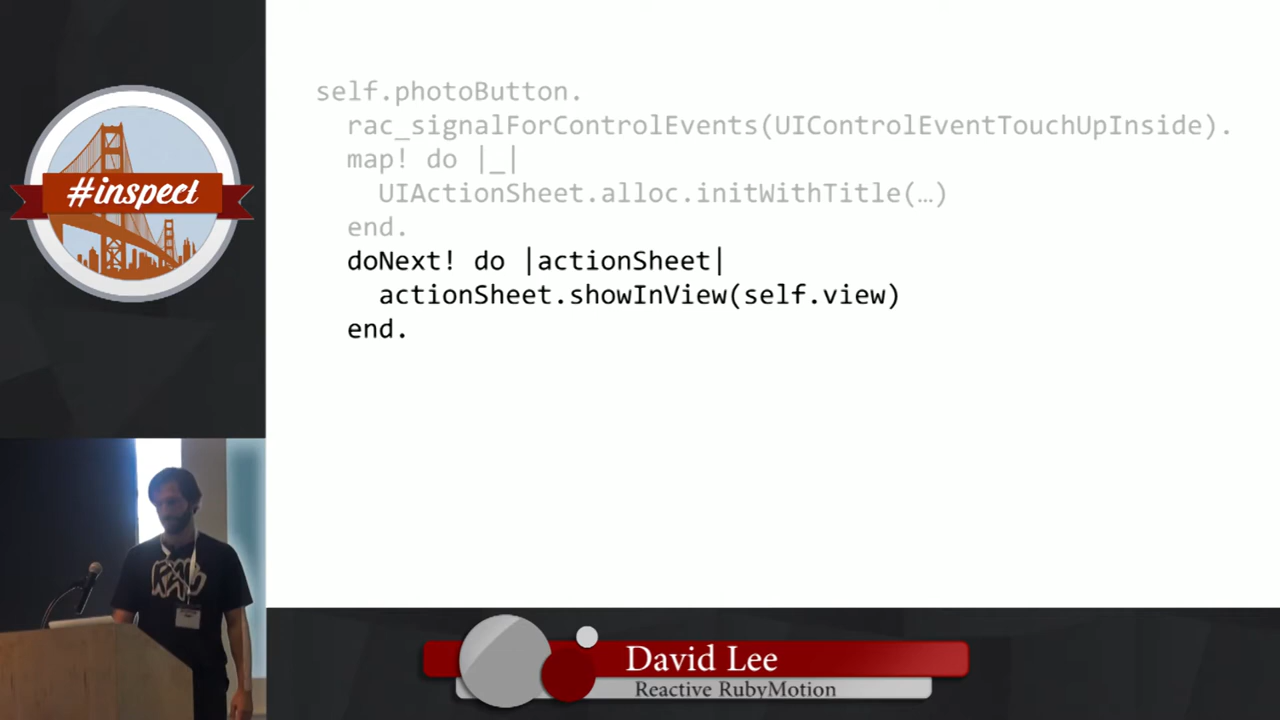 #inspect
self.photoButton.
rac_signalForControlEvents(UIControlEventTouchUpInside).
map! do |_|
UIActionSheet.alloc.initWithTitle(…)
end.
doNext! do |actionSheet|
actionSheet.showInView(self.view)
end.
RAD
David Lee
Reactive RubyMotion